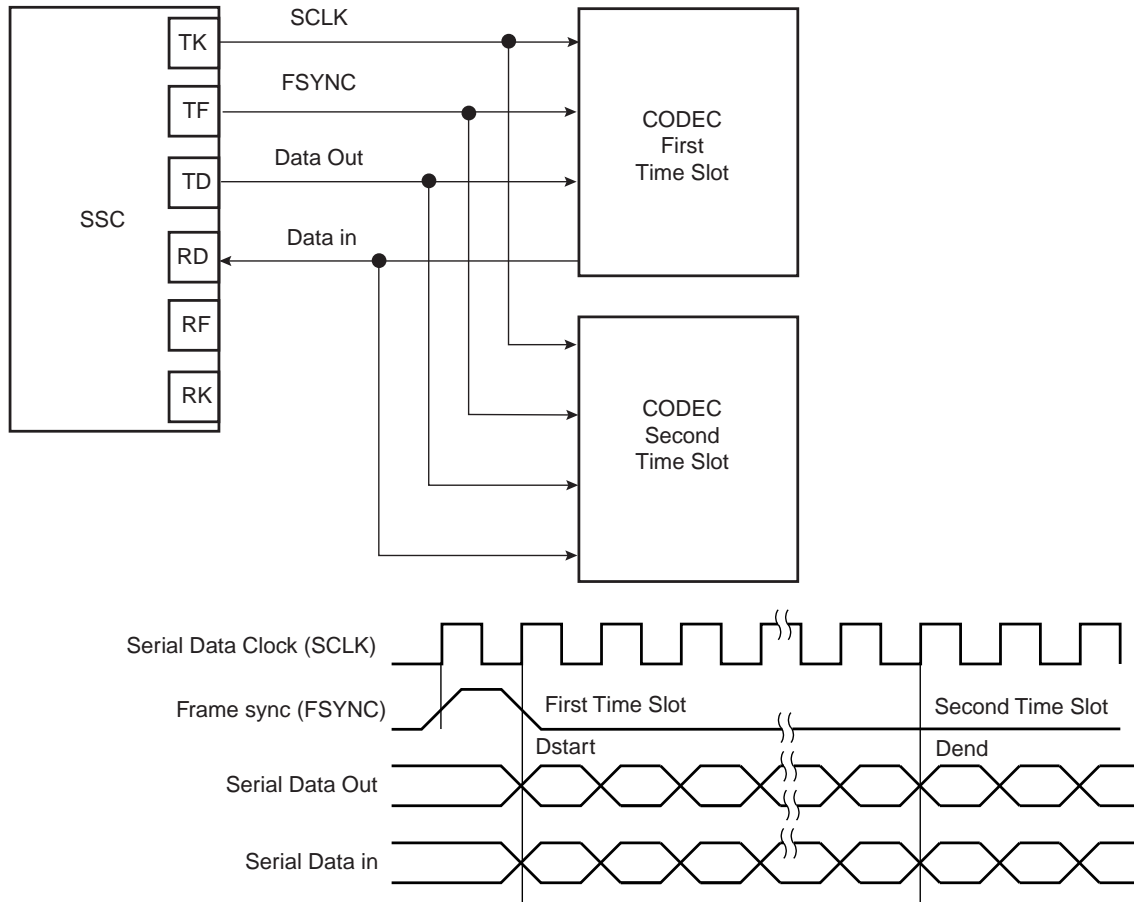 SSC
TK
TF
TD
RD
RF
RK
SCLK
FSYNC
Data Out
Data in
CODEC
First
Time Slot
CODEC
Second
Time Slot
Serial Data Clock (SCLK)
Frame sync (FSYNC)
First Time Slot
Second Time Slot
Dstart
Dend
Serial Data Out
Serial Data in